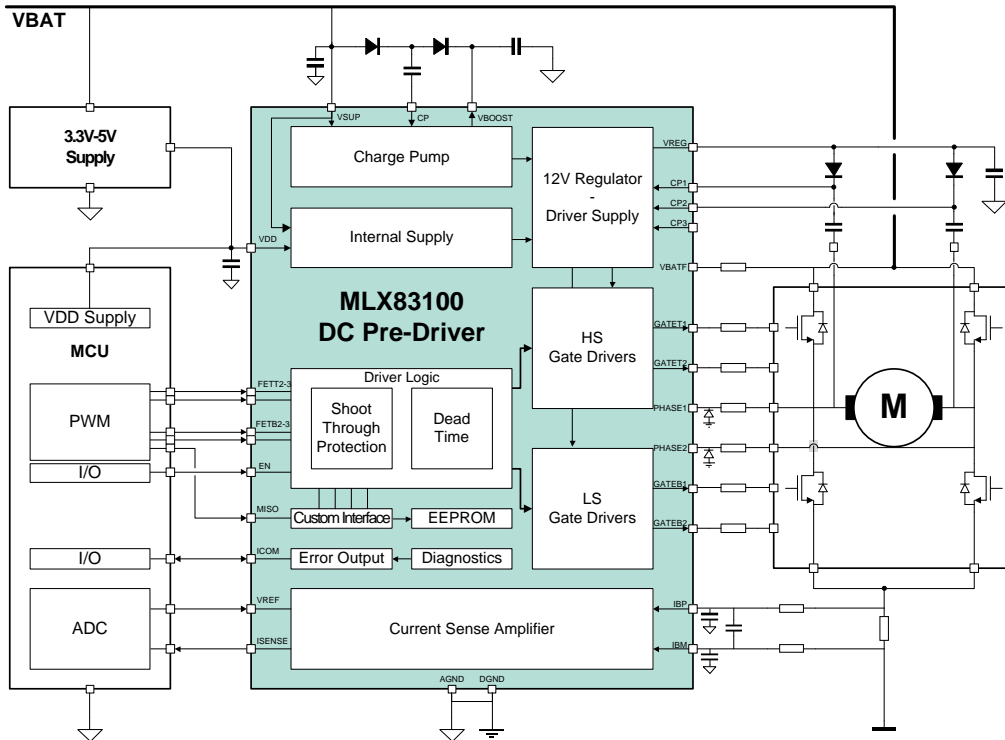 VBAT
3.3V-5V
Supply
VSUP
CP
VBOOST
Charge Pump
12V Regulator
-
Driver Supply
VREG
CP1
CP2
CP3
Internal Supply
VDD
VBATF
MLX83100
DC Pre-Driver
VDD Supply
MCU
HS
Gate Drivers
GATET1
GATET2
PHASE1
PHASE2
M
Driver Logic
Shoot
Through
Protection
Dead
Time
PWM
FETT2-3
FETB2-3
I/O
EN
LS
Gate Drivers
GATEB1
GATEB2
MISO
Custom Interface
EEPROM
I/O
ICOM
Error Output
Diagnostics
ADC
VREF
ISENSE
Current Sense Amplifier
IBP
IBM
AGND
DGND